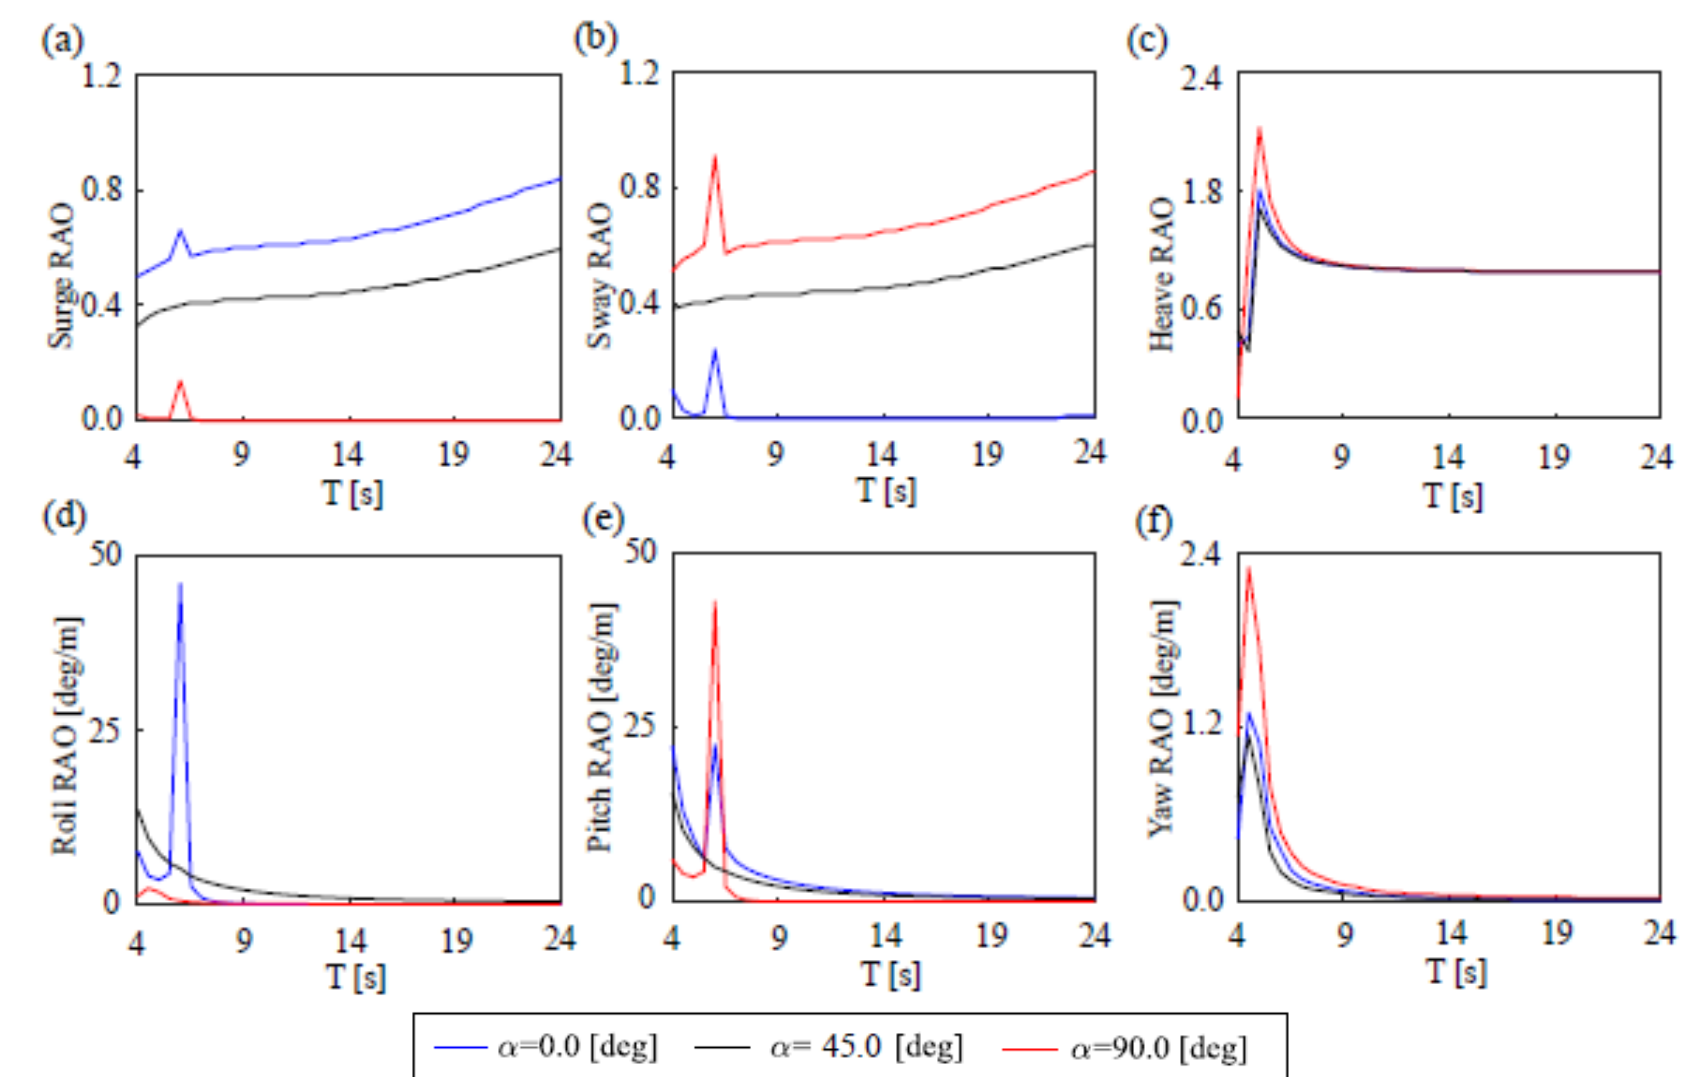 (a) (b) (c)
1.2 1.2 2.4
0.8 0.8 1.8
0.4 0.4 0.6
0.0 0.0 0.0
Surge RAO Sway RAO Heave RAO
4 9 14 19 24 4 9 14 19 24 4 9 14 19 24
T [s] T [s] T [s]
(d) (e) (f)
50 50 2.4
25 25 1.2
0 0 0.0
Roll RAO [deg/m] Pitch RAO [deg/m] Yaw RAO [deg/m]
4 9 14 19 24 4 9 14 19 24 4 9 14 19 24
T [s] T [s] T [s]
α=0.0 [deg] α= 45.0 [deg] α=90.0 [deg]